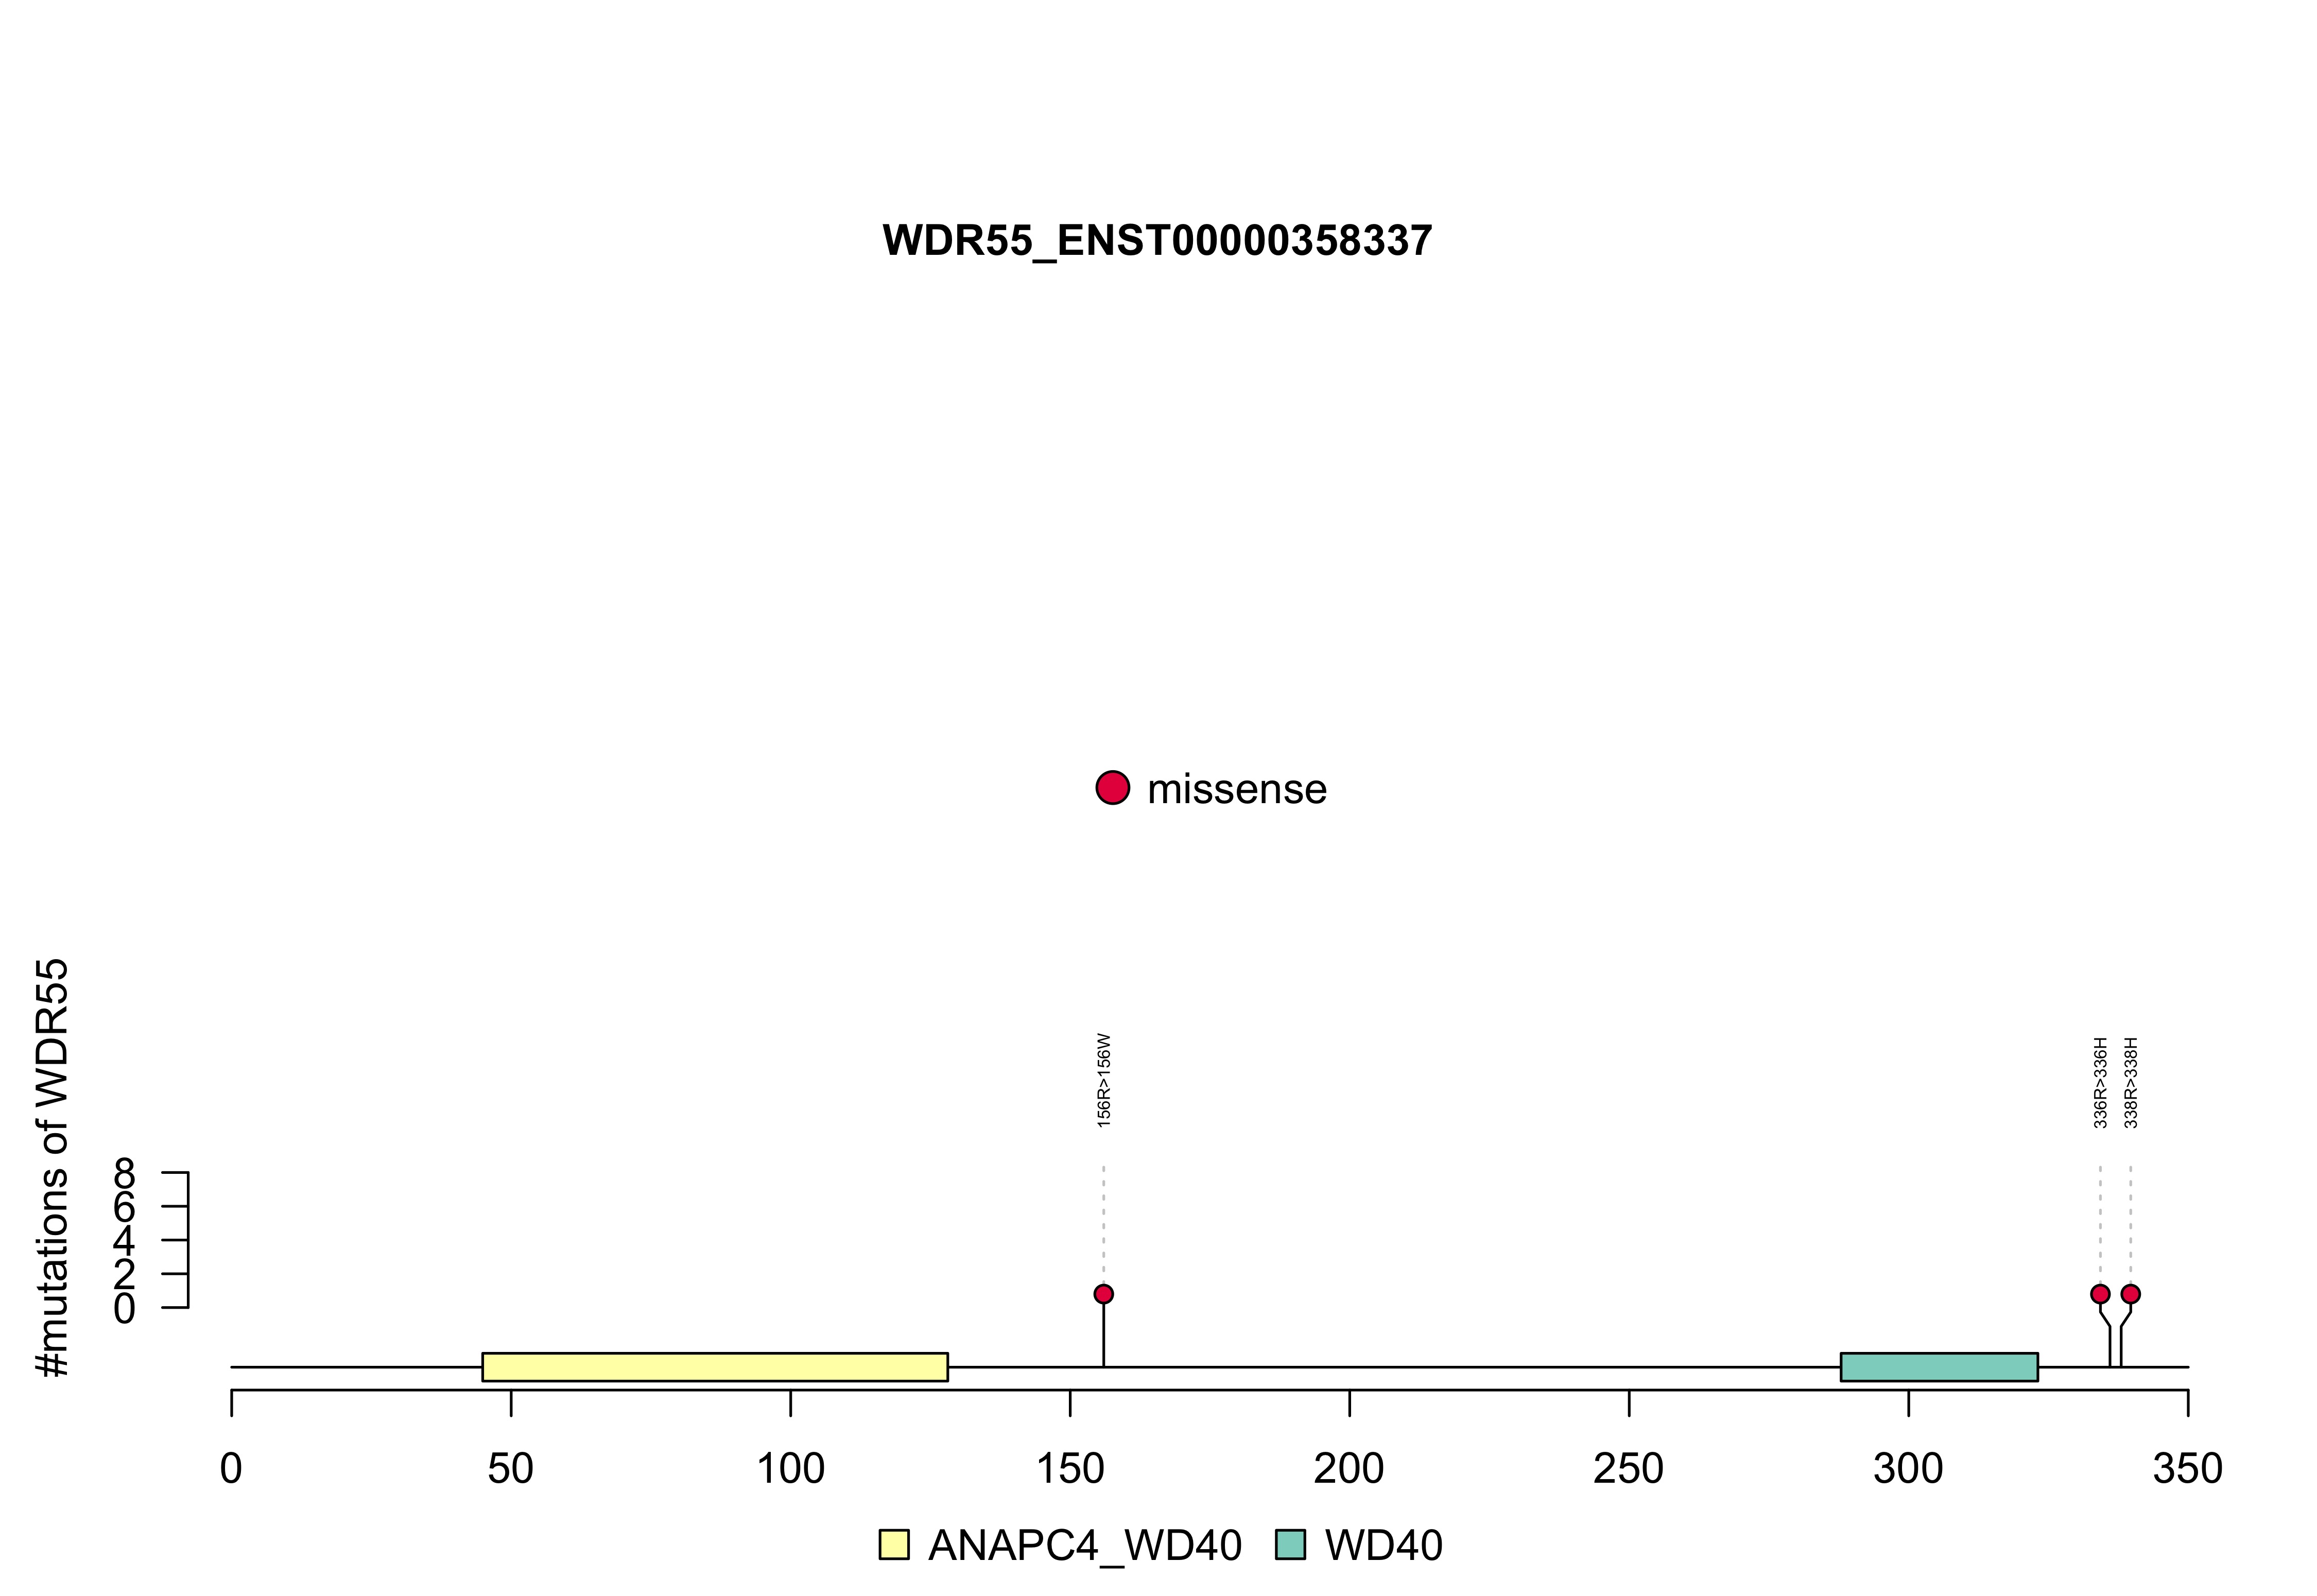 WDR55_ENST00000358337
missense
#mutations of WDR55
156R>156W
336R>336H
338R>338H
8
6
4
2
0
0 50 100 150 200 250 300 350
ANAPC4_WD40 WD40